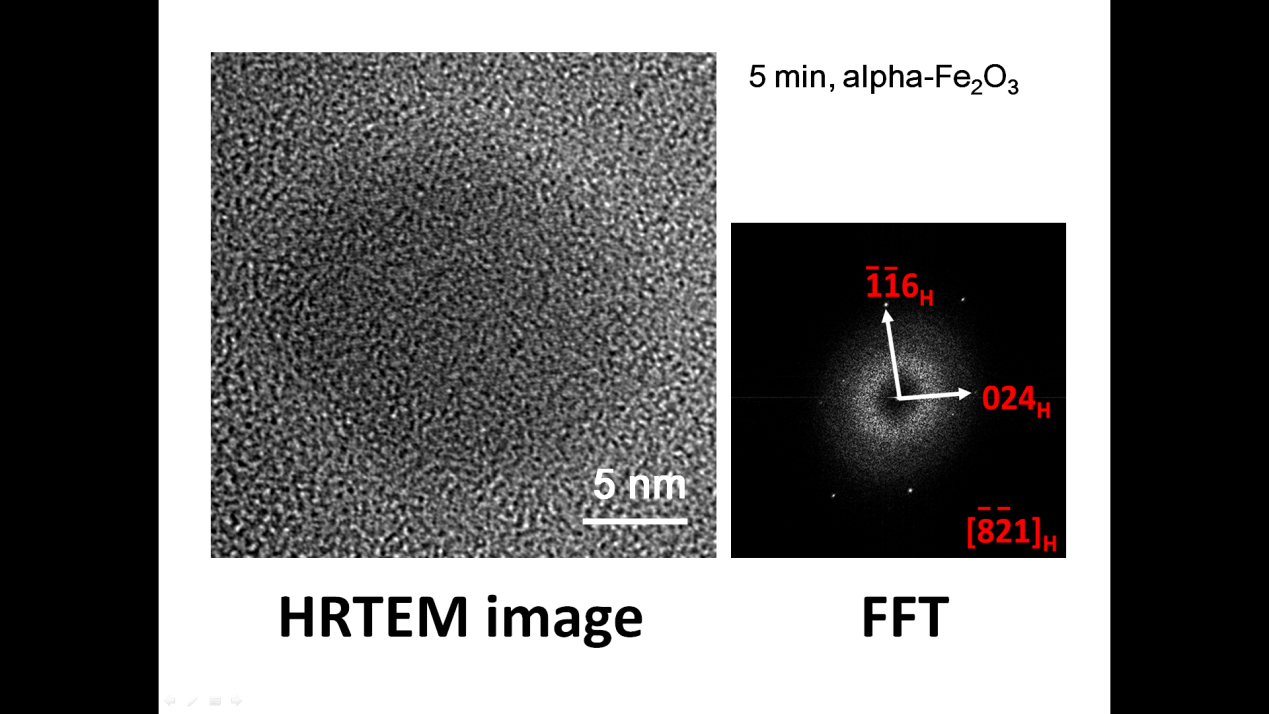 5 min, alpha-Fe₂O₃
1̅1̅6H
024H
5 nm
[8̅2̅1]H
HRTEM image
FFT